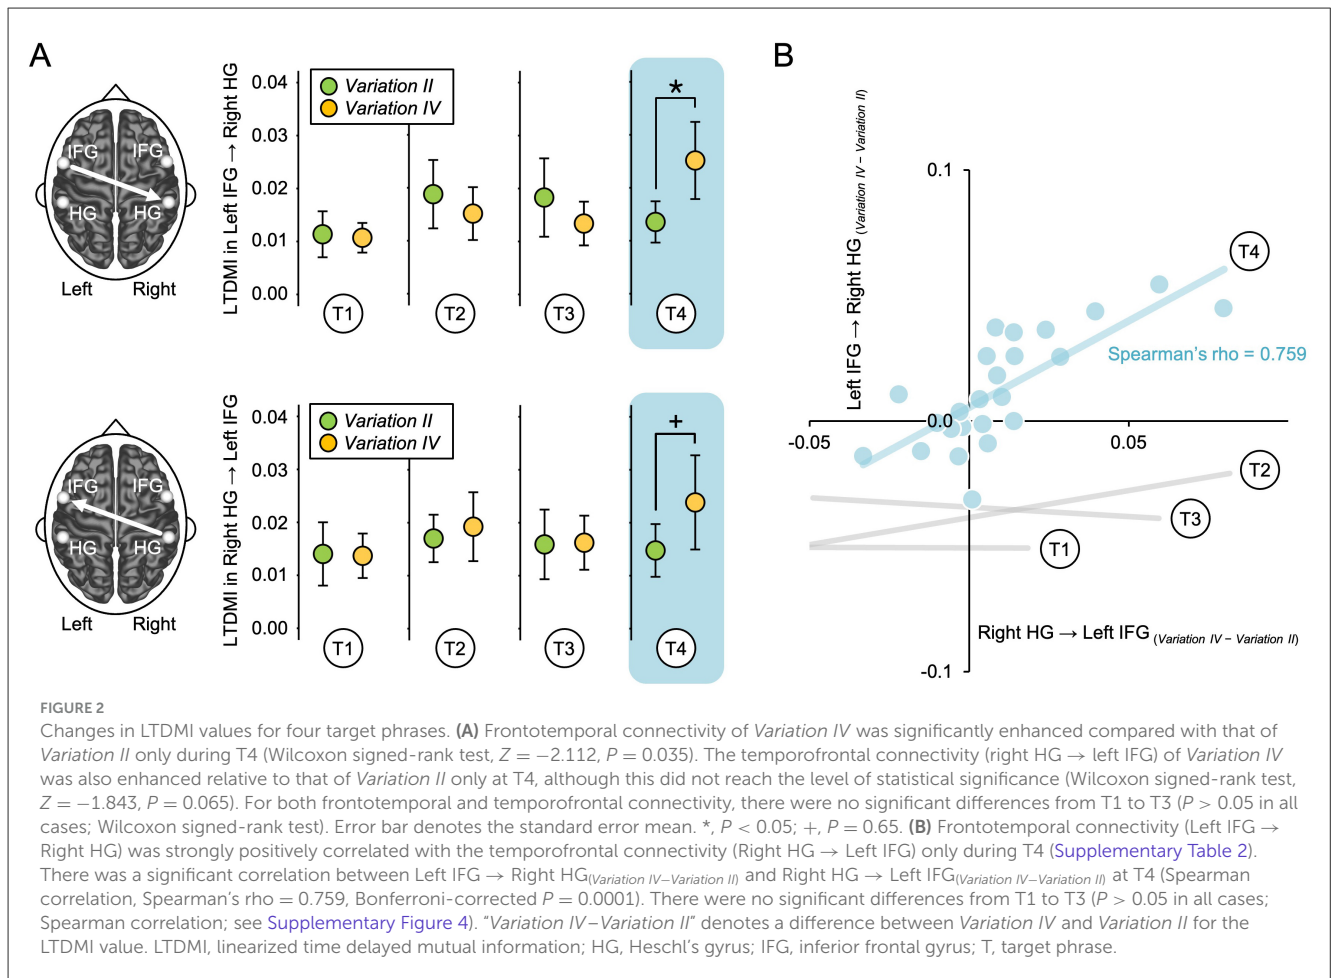 A
IFG
IFG
HG
HG
Left
Right
LTDMI in Left IFG → Right HG
0.04
0.03
0.02
0.01
0.00
Variation II
Variation IV
*
T1
T2
T3
T4
IFG
IFG
HG
HG
Left
Right
LTDMI in Right HG → Left IFG
0.04
0.03
0.02
0.01
0.00
Variation II
Variation IV
+
T1
T2
T3
T4
B
Left IFG → Right HG (Variation IV – Variation II)
0.1
T4
Spearman's rho = 0.759
0.0
-0.05
0.05
T2
T3
T1
Right HG → Left IFG (Variation IV – Variation II)
-0.1
FIGURE 2
Changes in LTDMI values for four target phrases. (A) Frontotemporal connectivity of Variation IV was significantly enhanced compared with that of
Variation II only during T4 (Wilcoxon signed-rank test, Z = −2.112, P = 0.035). The temporofrontal connectivity (right HG → left IFG) of Variation IV
was also enhanced relative to that of Variation II only at T4, although this did not reach the level of statistical significance (Wilcoxon signed-rank test,
Z = −1.843, P = 0.065). For both frontotemporal and temporofrontal connectivity, there were no significant differences from T1 to T3 (P > 0.05 in all
cases; Wilcoxon signed-rank test). Error bar denotes the standard error mean. *, P < 0.05; +, P = 0.65. (B) Frontotemporal connectivity (Left IFG →
Right HG) was strongly positively correlated with the temporofrontal connectivity (Right HG → Left IFG) only during T4 (Supplementary Table 2).
There was a significant correlation between Left IFG → Right HG(Variation IV−Variation II) and Right HG → Left IFG(Variation IV−Variation II) at T4 (Spearman
correlation, Spearman's rho = 0.759, Bonferroni-corrected P = 0.0001). There were no significant differences from T1 to T3 (P > 0.05 in all cases;
Spearman correlation; see Supplementary Figure 4). "Variation IV–Variation II" denotes a difference between Variation IV and Variation II for the
LTDMI value. LTDMI, linearized time delayed mutual information; HG, Heschl's gyrus; IFG, inferior frontal gyrus; T, target phrase.